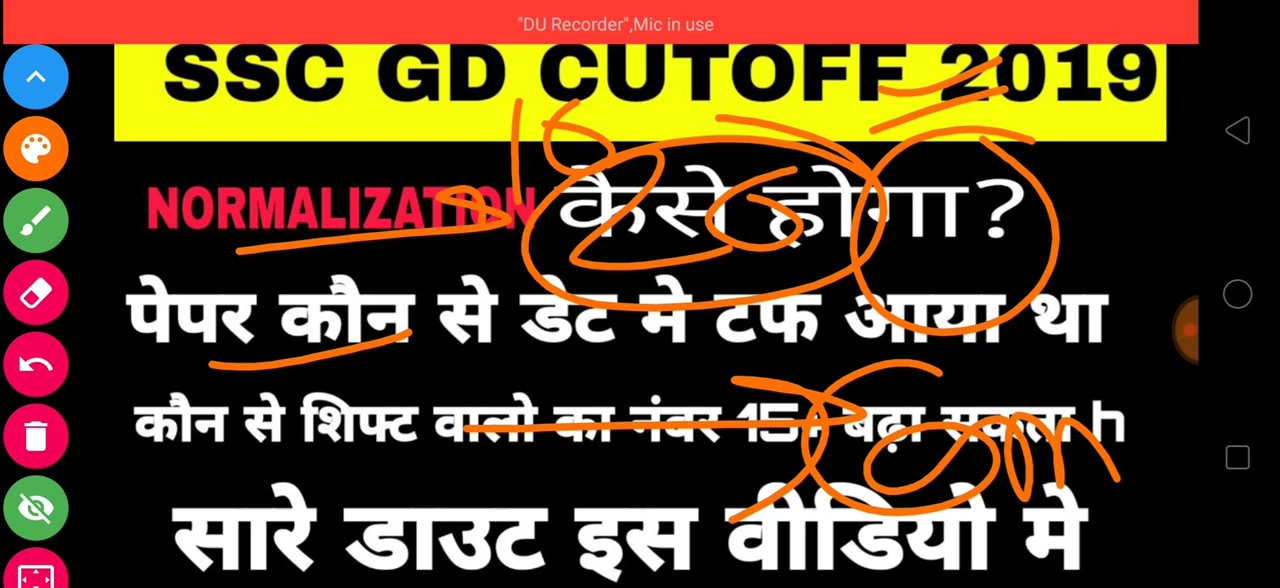 "DU Recorder",Mic in use
SSC GD CUTOFF 2019
NORMALIZATION कैसे होगा?
पेपर कौन से डेट मे टफ आया था
कौन से शिफ्ट वालो का नंबर 15+ बढ़ा सकता h
सारे डाउट इस वीडियो मे